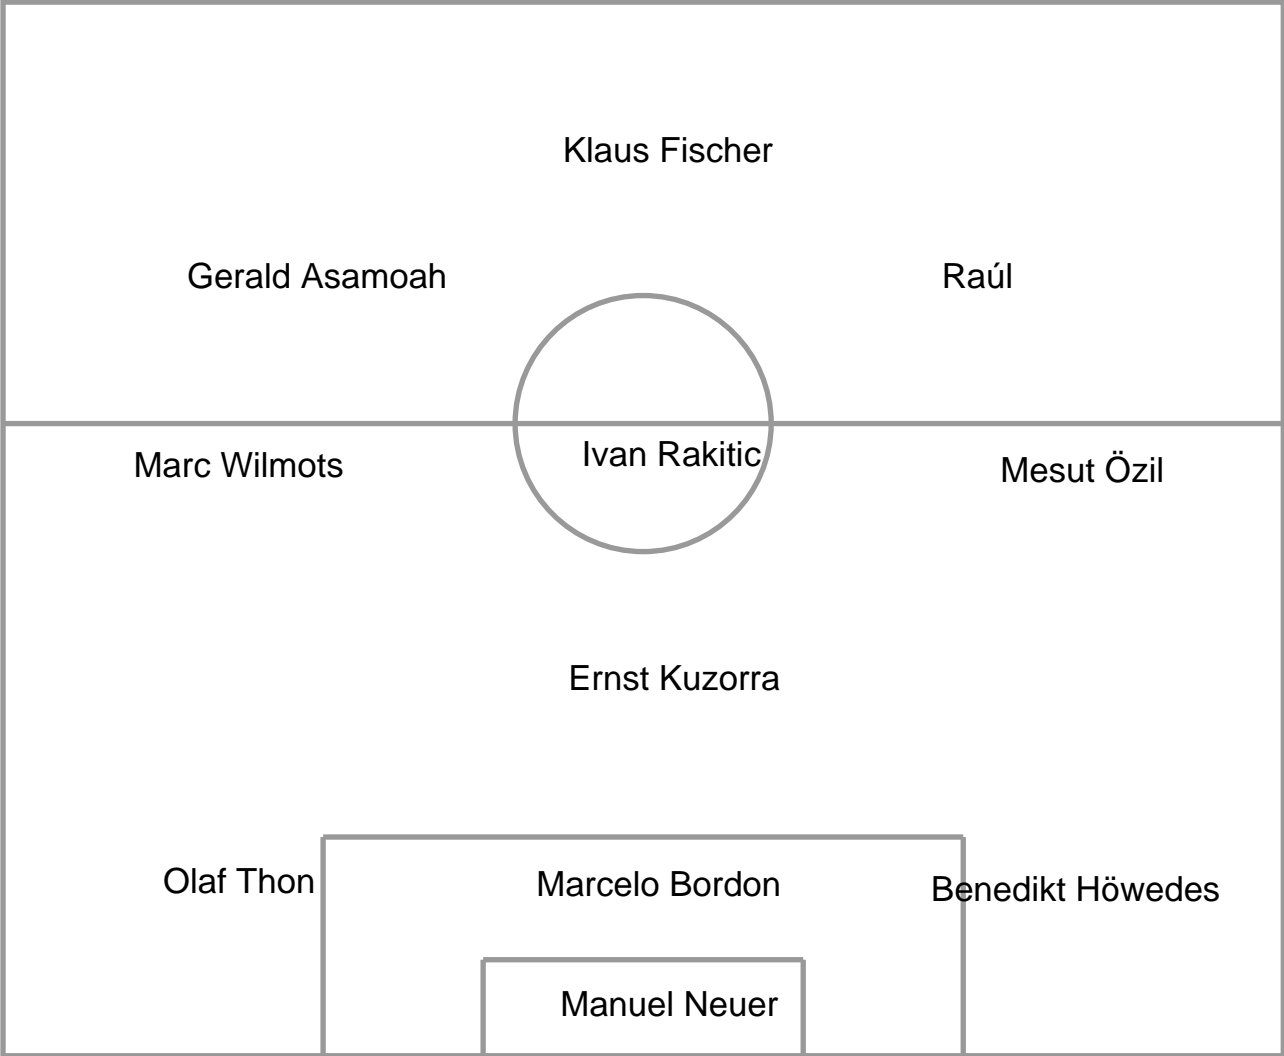 Klaus Fischer
Gerald Asamoah
Raúl
Marc Wilmots
Ivan Rakitic
Mesut Özil
Ernst Kuzorra
Olaf Thon
Marcelo Bordon
Benedikt Höwedes
Manuel Neuer